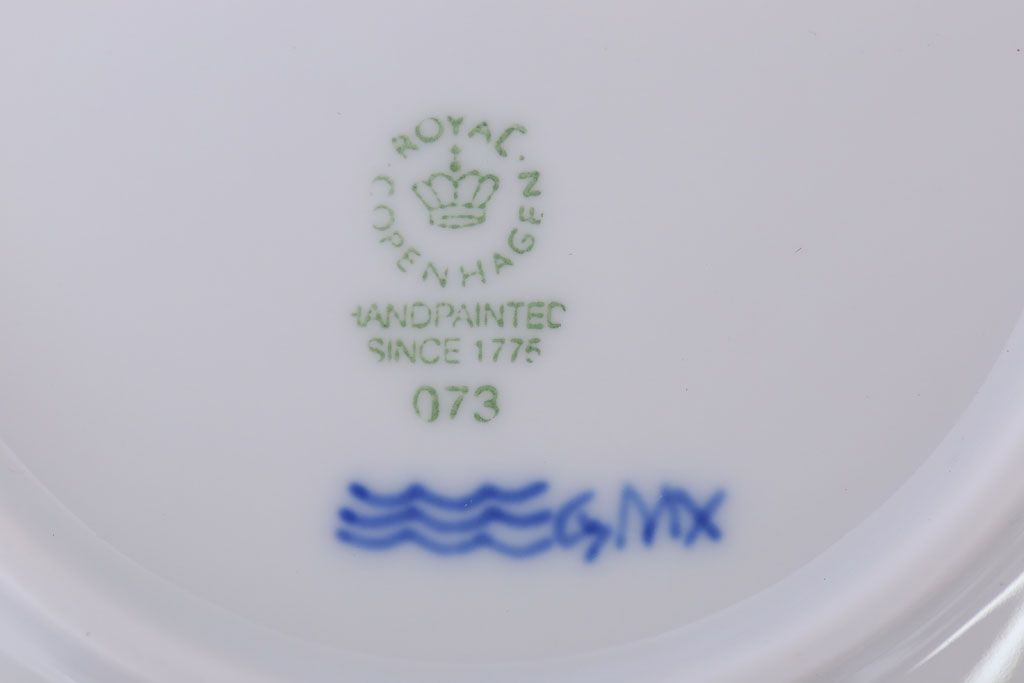 ROYAL.
COPENHAGEN
HANDPAINTED
SINCE 1775
073